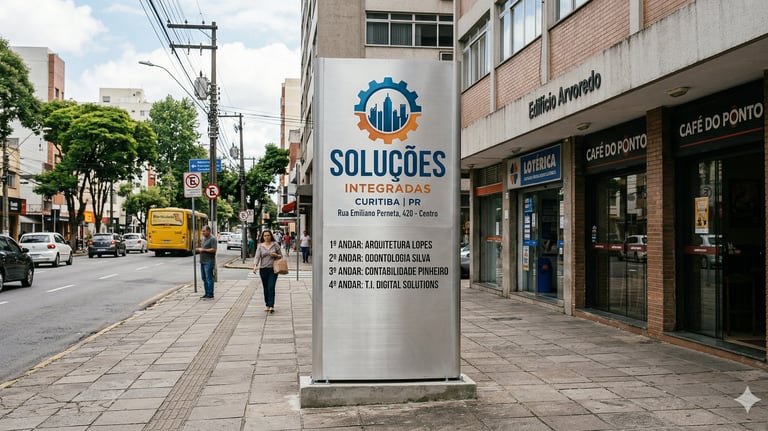 SOLUÇÕES
INTEGRADAS
CURITIBA | PR
Rua Emiliano Perneta, 420 - Centro
1º ANDAR: ARQUITETURA LOPES
2º ANDAR: ODONTOLOGIA SILVA
3º ANDAR: CONTABILIDADE PINHEIRO
4º ANDAR: T.I. DIGITAL SOLUTIONS
Edifício Arvoredo
LOTÉRICA
CAFÉ DO PONTO
CAFÉ DO PONTO
E
E